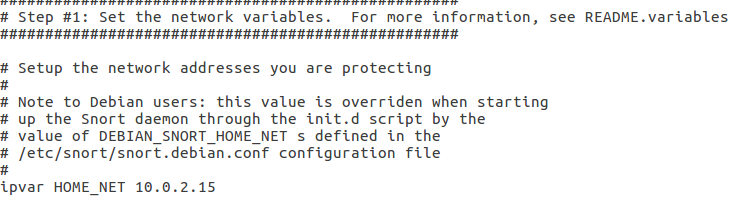 ###################################################
# Step #1: Set the network variables.  For more information, see README.variables
###################################################
# Setup the network addresses you are protecting
#
# Note to Debian users: this value is overriden when starting
# up the Snort daemon through the init.d script by the
# value of DEBIAN_SNORT_HOME_NET s defined in the
# /etc/snort/snort.debian.conf configuration file
#
ipvar HOME_NET 10.0.2.15